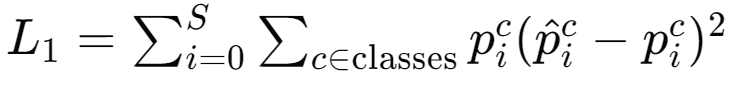 L_1 = \sum_{i=0}^{S} \sum_{c \in \text{classes}} p_i^c (\hat{p}_i^c - p_i^c)^2